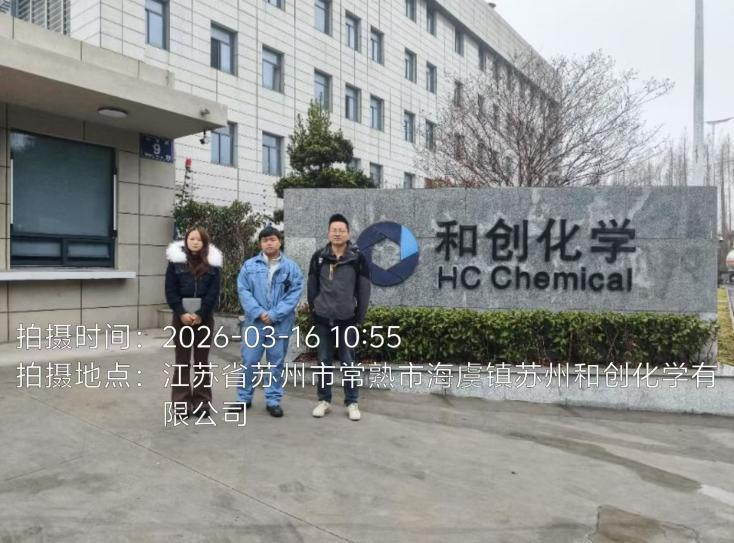 9
和创化学
HC Chemical
拍摄时间：2026-03-16 10:55
拍摄地点：江苏省苏州市常熟市海虞镇苏州和创化学有
限公司